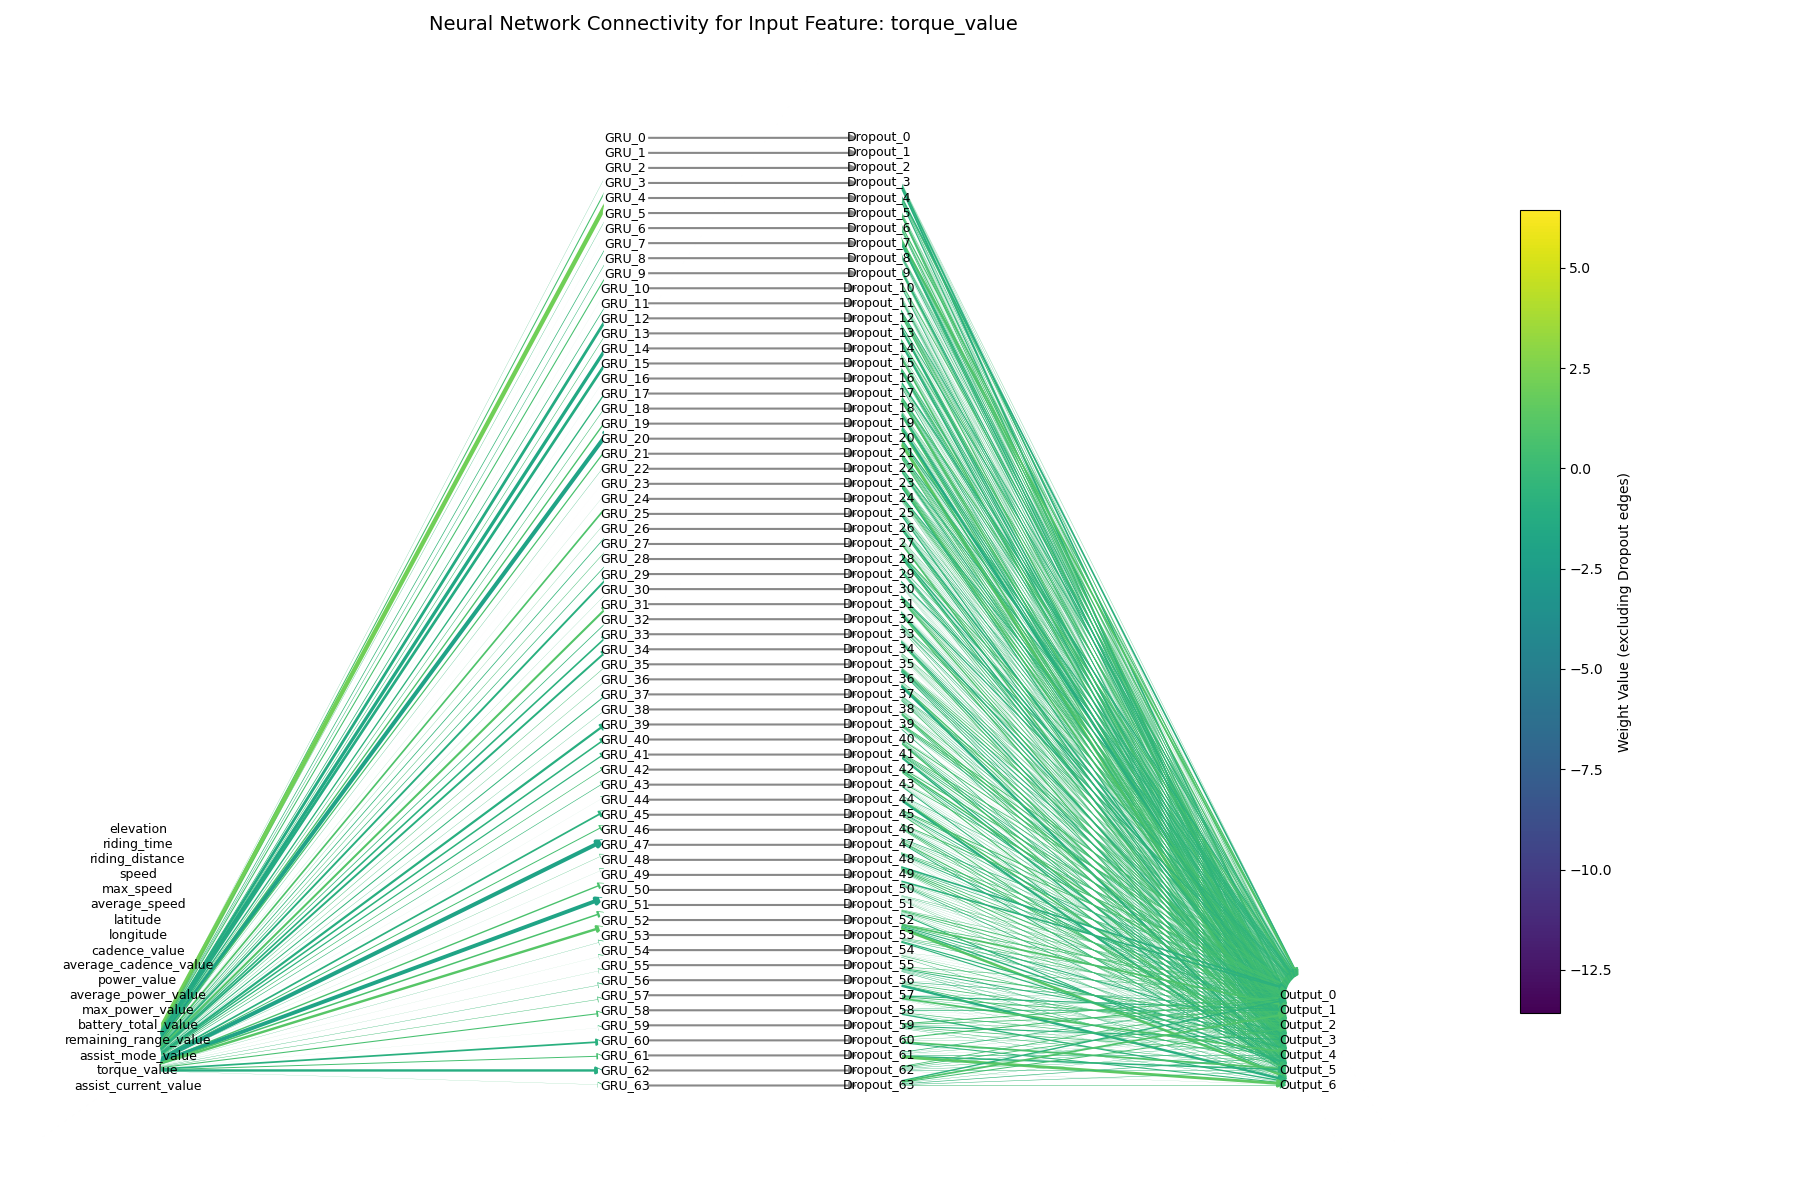 Neural Network Connectivity for Input Feature: torque_value
GRU_0 Dropout_0
GRU_1 Dropout_1
GRU_2 Dropout_2
GRU_3 Dropout_3
GRU_4 Dropout_4
GRU_5 Dropout_5
GRU_6 Dropout_6
GRU_7 Dropout_7
GRU_8 Dropout_8
GRU_9 Dropout_9
GRU_10 Dropout_10
GRU_11 Dropout_11
GRU_12 Dropout_12
GRU_13 Dropout_13
GRU_14 Dropout_14
GRU_15 Dropout_15
GRU_16 Dropout_16
GRU_17 Dropout_17
GRU_18 Dropout_18
GRU_19 Dropout_19
GRU_20 Dropout_20
GRU_21 Dropout_21
GRU_22 Dropout_22
GRU_23 Dropout_23
GRU_24 Dropout_24
GRU_25 Dropout_25
GRU_26 Dropout_26
GRU_27 Dropout_27
GRU_28 Dropout_28
GRU_29 Dropout_29
GRU_30 Dropout_30
GRU_31 Dropout_31
GRU_32 Dropout_32
GRU_33 Dropout_33
GRU_34 Dropout_34
GRU_35 Dropout_35
GRU_36 Dropout_36
GRU_37 Dropout_37
GRU_38 Dropout_38
GRU_39 Dropout_39
GRU_40 Dropout_40
GRU_41 Dropout_41
GRU_42 Dropout_42
GRU_43 Dropout_43
GRU_44 Dropout_44
GRU_45 Dropout_45
elevation GRU_46 Dropout_46
riding_time GRU_47 Dropout_47
riding_distance GRU_48 Dropout_48
speed GRU_49 Dropout_49
max_speed GRU_50 Dropout_50
average_speed GRU_51 Dropout_51
latitude GRU_52 Dropout_52
longitude GRU_53 Dropout_53
cadence_value GRU_54 Dropout_54
average_cadence_value GRU_55 Dropout_55
power_value GRU_56 Dropout_56
average_power_value GRU_57 Dropout_57 Output_0
max_power_value GRU_58 Dropout_58 Output_1
battery_total_value GRU_59 Dropout_59 Output_2
remaining_range_value GRU_60 Dropout_60 Output_3
assist_mode_value GRU_61 Dropout_61 Output_4
torque_value GRU_62 Dropout_62 Output_5
assist_current_value GRU_63 Dropout_63 Output_6
5.0
2.5
0.0
−2.5
−5.0
−7.5
−10.0
−12.5
Weight Value (excluding Dropout edges)